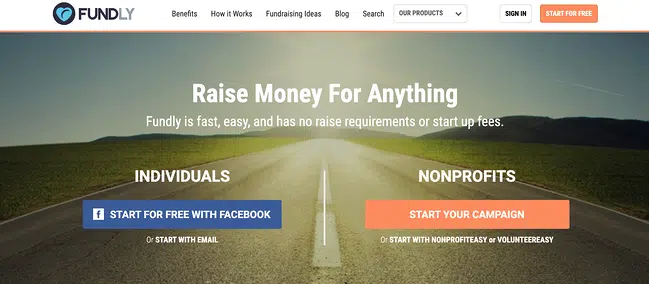 FUNDLY
Benefits How it Works Fundraising Ideas Blog Search OUR PRODUCTS SIGN IN START FOR FREE
Raise Money For Anything
Fundly is fast, easy, and has no raise requirements or start up fees.
INDIVIDUALS NONPROFITS
f START FOR FREE WITH FACEBOOK START YOUR CAMPAIGN
Or START WITH EMAIL Or START WITH NONPROFITEASY or VOLUNTEEREASY